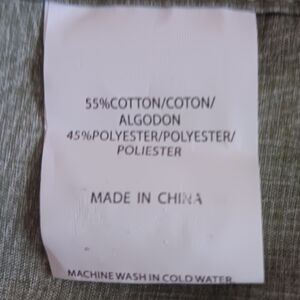 55%COTTON/COTON/
ALGODON
45%POLYESTER/POLYESTER/
POLIESTER
MADE IN CHINA
MACHINE WASH IN COLD WATER